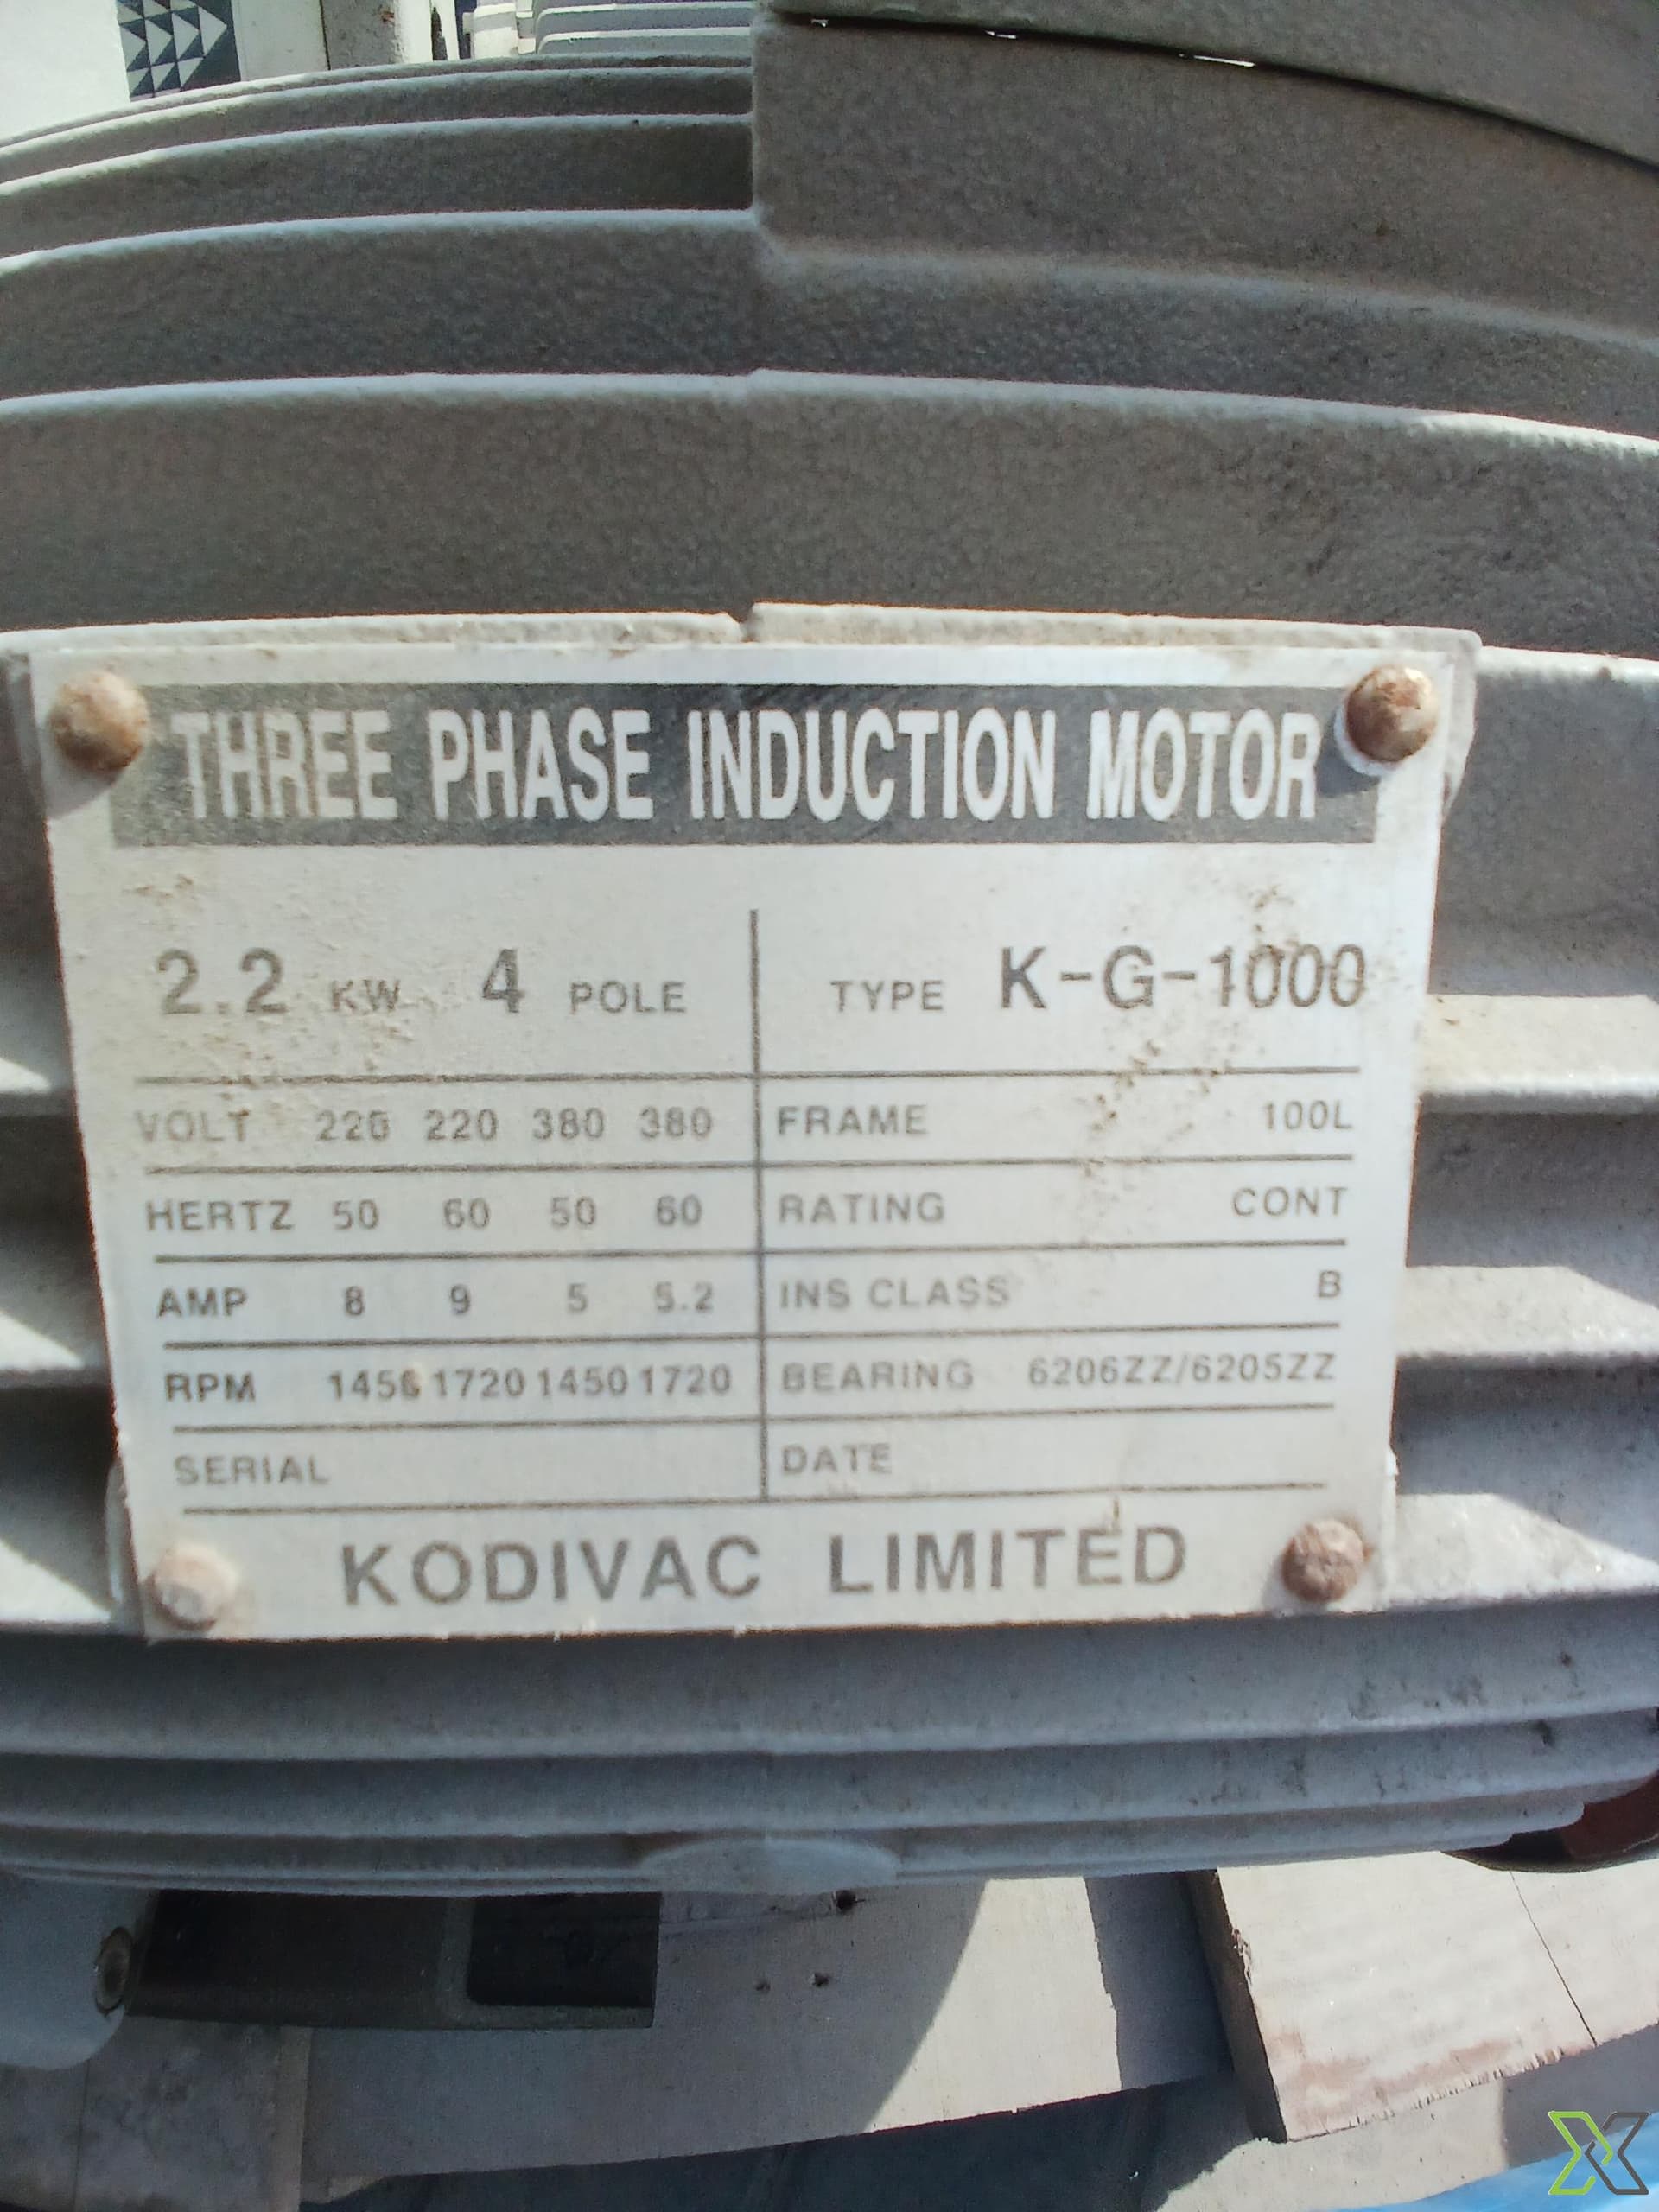 THREE PHASE INDUCTION MOTOR
2.2 KW 4 POLE TYPE K-G-1000
VOLT 220 220 380 380 FRAME 100L
HERTZ 50 60 50 60 RATING CONT
AMP 8 9 5 5.2 INS CLASS B
RPM 1450 1720 1450 1720 BEARING 6206ZZ/6205ZZ
SERIAL DATE
KODIVAC LIMITED